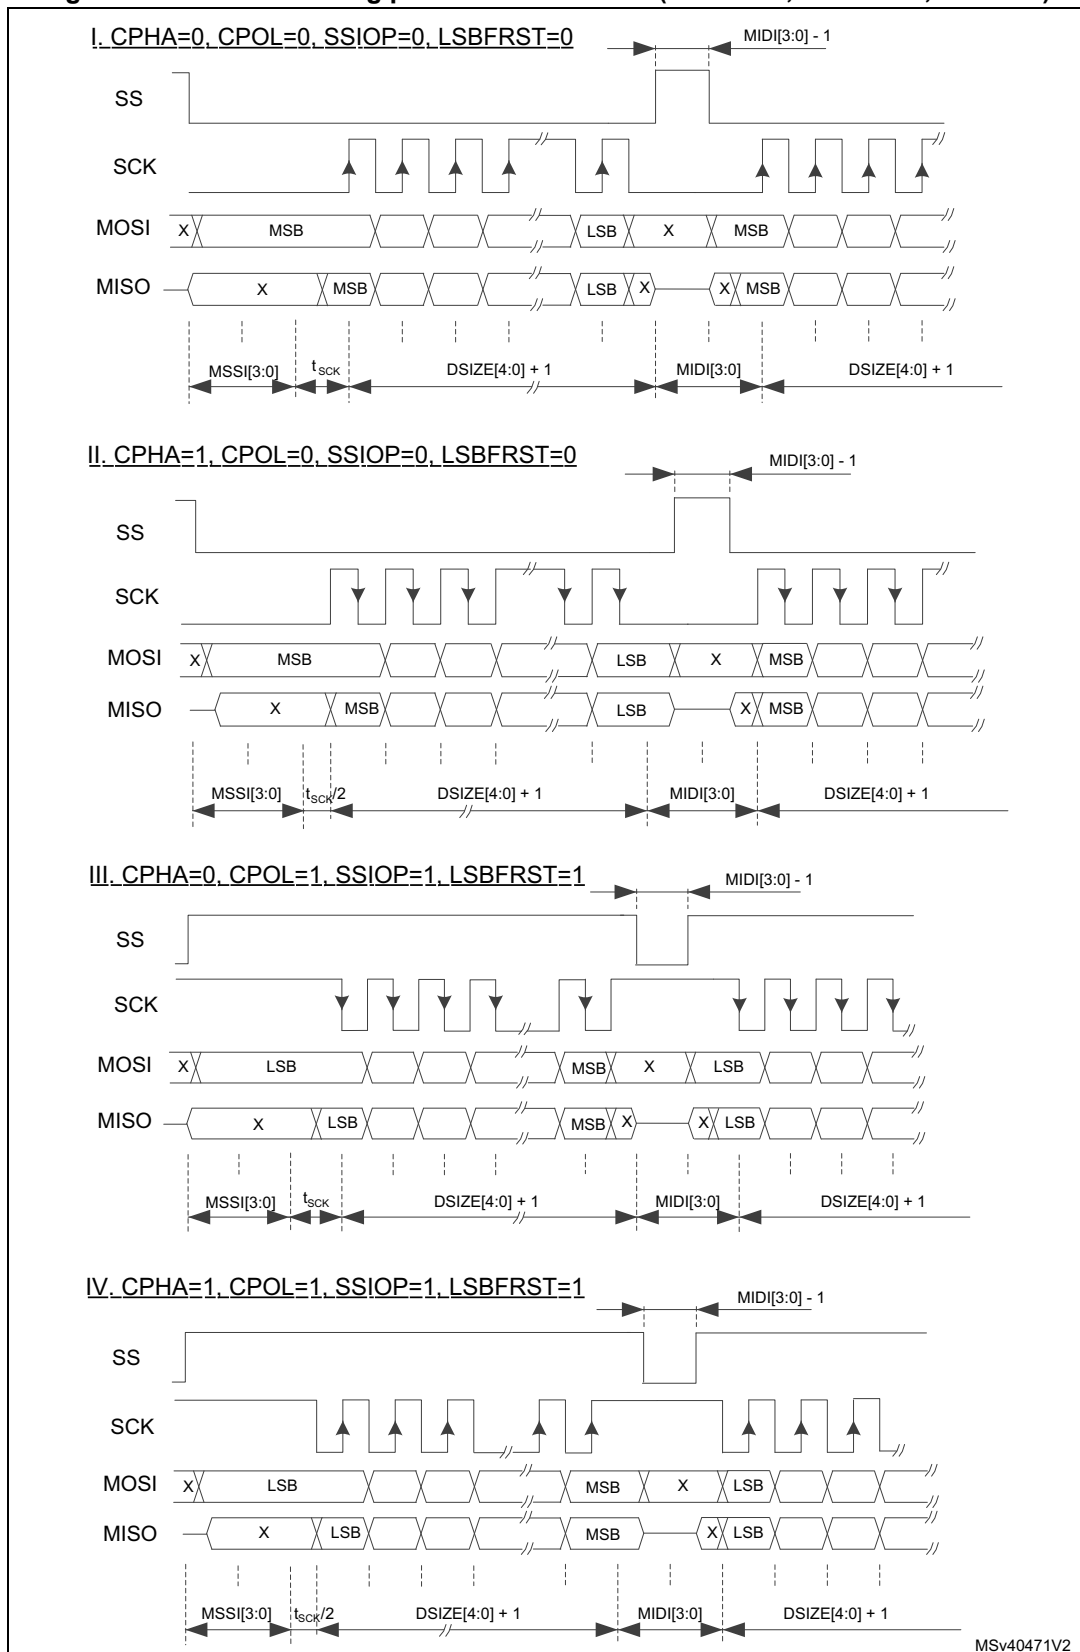 I. CPHA=0, CPOL=0, SSIOP=0, LSBFRST=0
MIDI[3:0] - 1
SS
SCK
MOSI X MSB LSB X MSB
MISO X MSB LSB X X MSB
MSSI[3:0] tSCK DSIZE[4:0] + 1 MIDI[3:0] DSIZE[4:0] + 1
II. CPHA=1, CPOL=0, SSIOP=0, LSBFRST=0
MIDI[3:0] - 1
SS
SCK
MOSI X MSB LSB X MSB
MISO X MSB LSB X MSB
MSSI[3:0] tSCK/2 DSIZE[4:0] + 1 MIDI[3:0] DSIZE[4:0] + 1
III. CPHA=0, CPOL=1, SSIOP=1, LSBFRST=1
MIDI[3:0] - 1
SS
SCK
MOSI X LSB MSB X LSB
MISO X LSB MSB X X LSB
MSSI[3:0] tSCK DSIZE[4:0] + 1 MIDI[3:0] DSIZE[4:0] + 1
IV. CPHA=1, CPOL=1, SSIOP=1, LSBFRST=1
MIDI[3:0] - 1
SS
SCK
MOSI X LSB MSB X LSB
MISO X LSB MSB X LSB
MSSI[3:0] tSCK/2 DSIZE[4:0] + 1 MIDI[3:0] DSIZE[4:0] + 1
MSv40471V2